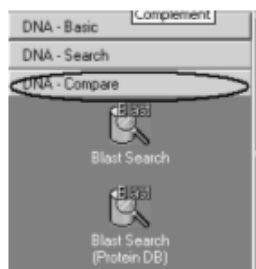 Complement
DNA - Basic
DNA - Search
DNA - Compare
Blast
Blast Search
Blast
Blast Search
(Protein DB)